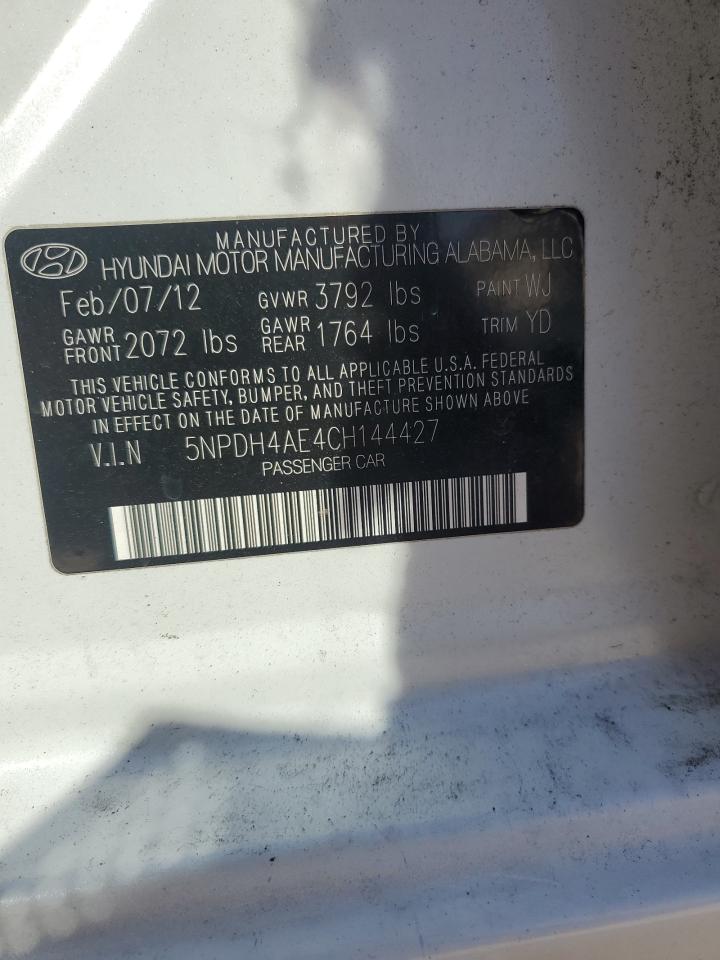 MANUFACTURED BY
HYUNDAI MOTOR MANUFACTURING ALABAMA, LLC
Feb/07/12 GVWR 3792 lbs PAINT WJ
GAWR FRONT 2072 lbs GAWR REAR 1764 lbs TRIM YD
THIS VEHICLE CONFORMS TO ALL APPLICABLE U.S.A. FEDERAL
MOTOR VEHICLE SAFETY, BUMPER, AND THEFT PREVENTION STANDARDS
IN EFFECT ON THE DATE OF MANUFACTURE SHOWN ABOVE
V.I.N 5NPDH4AE4CH144427
PASSENGER CAR